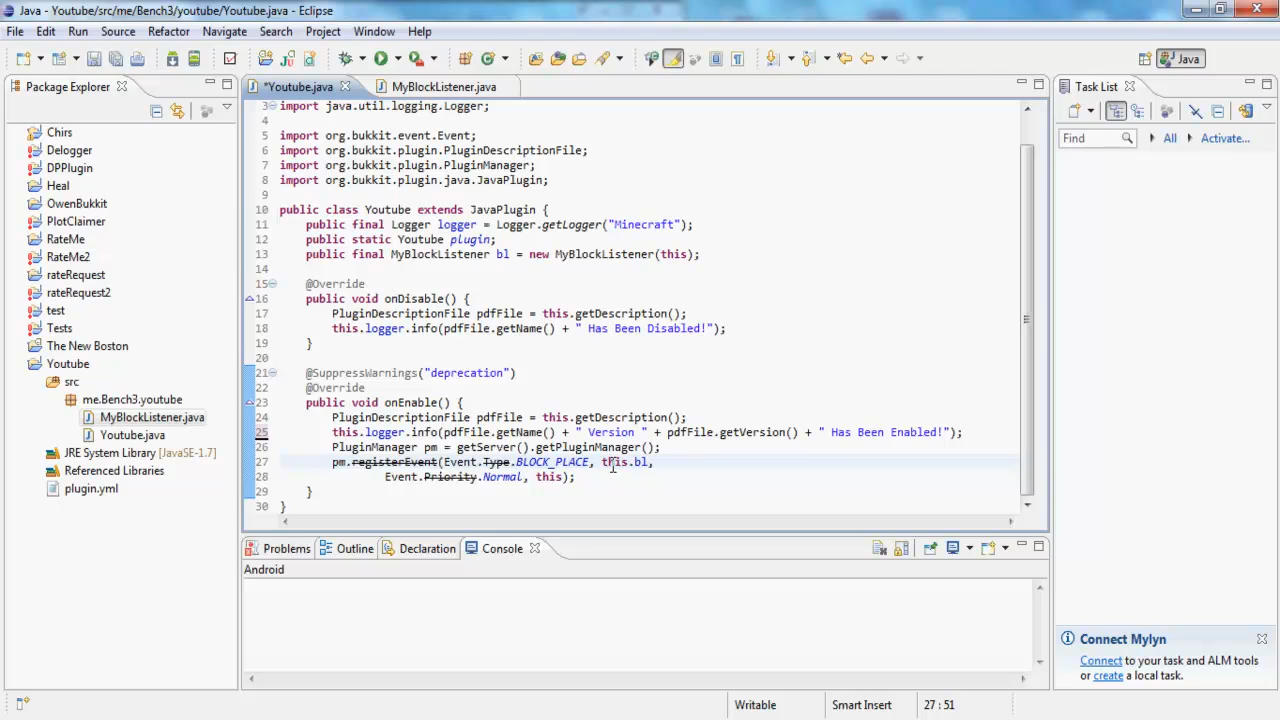 Java - Youtube/src/me/Bench3/youtube/Youtube.java - Eclipse
File Edit Run Source Refactor Navigate Search Project Window Help
Java
Package Explorer
*Youtube.java
MyBlockListener.java
Task List
Find
All
Activate...
Chirs
Delogger
DPPlugin
Heal
OwenBukkit
PlotClaimer
RateMe
RateMe2
rateRequest
rateRequest2
test
Tests
The New Boston
Youtube
src
me.Bench3.youtube
MyBlockListener.java
Youtube.java
JRE System Library [JavaSE-1.7]
Referenced Libraries
plugin.yml
3 import java.util.logging.Logger;
4
5 import org.bukkit.event.Event;
6 import org.bukkit.plugin.PluginDescriptionFile;
7 import org.bukkit.plugin.PluginManager;
8 import org.bukkit.plugin.java.JavaPlugin;
9
10 public class Youtube extends JavaPlugin {
11 public final Logger logger = Logger.getLogger("Minecraft");
12 public static Youtube plugin;
13 public final MyBlockListener bl = new MyBlockListener(this);
14
15 @Override
16 public void onDisable() {
17 PluginDescriptionFile pdfFile = this.getDescription();
18 this.logger.info(pdfFile.getName() + " Has Been Disabled!");
19 }
20
21 @SuppressWarnings("deprecation")
22 @Override
23 public void onEnable() {
24 PluginDescriptionFile pdfFile = this.getDescription();
25 this.logger.info(pdfFile.getName() + " Version " + pdfFile.getVersion() + " Has Been Enabled!");
26 PluginManager pm = getServer().getPluginManager();
27 pm.registerEvent(Event.Type.BLOCK_PLACE, this.bl,
28 Event.Priority.Normal, this);
29 }
30 }
Problems Outline Declaration Console
Android
Connect Mylyn
Connect to your task and ALM tools
or create a local task.
Writable Smart Insert 27 : 51